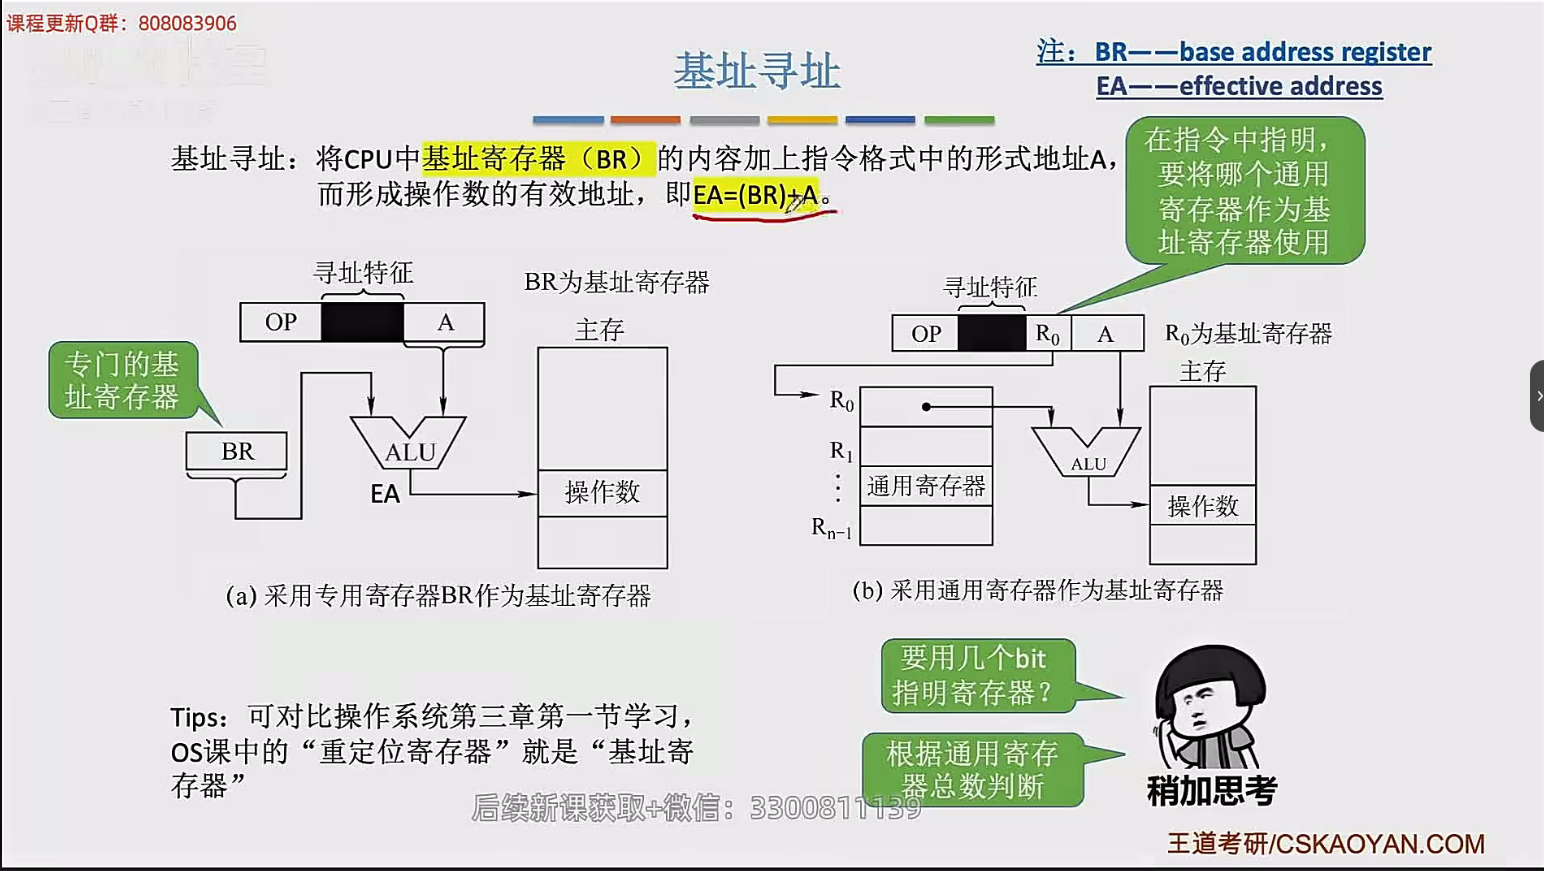 课程更新Q群：808083906
基址寻址
注：BR——base address register
EA——effective address
基址寻址：将CPU中基址寄存器（BR）的内容加上指令格式中的形式地址A，
而形成操作数的有效地址，即EA=(BR)+A。
在指令中指明，
要将哪个通用
寄存器作为基
址寄存器使用
寻址特征
OP
A
BR为基址寄存器
主存
专门的基
址寄存器
BR
ALU
EA
操作数
(a) 采用专用寄存器BR作为基址寄存器
寻址特征
OP
R₀
A
R₀为基址寄存器
主存
R₀
R₁
⋮
Rₙ₋₁
通用寄存器
ALU
操作数
(b) 采用通用寄存器作为基址寄存器
要用几个bit
指明寄存器？
根据通用寄存
器总数判断
稍加思考
Tips：可对比操作系统第三章第一节学习，
OS课中的“重定位寄存器”就是“基址寄
存器”
后续新课获取+微信：3300811139
王道考研/CSKAOYAN.COM